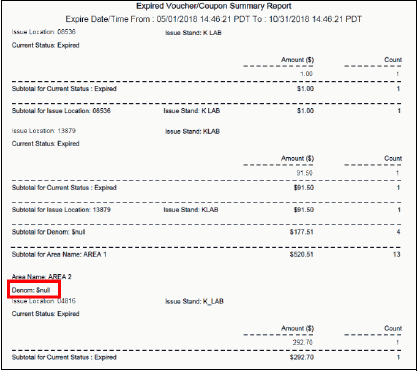 Expired Voucher/Coupon Summary Report
Expire Date/Time From : 05/01/2018 14:46:21 PDT To : 10/31/2018 14:46:21 PDT
Issue Location: 08536 Issue Stand: K LAB
Current Status: Expired
Amount ($) Count
1.00 1
Subtotal for Current Status : Expired $1.00 1
Subtotal for Issue Location: 08536 Issue Stand: K LAB $1.00 1
Issue Location: 13879 Issue Stand: KLAB
Current Status: Expired
Amount ($) Count
91.50 1
Subtotal for Current Status : Expired $91.50 1
Subtotal for Issue Location: 13879 Issue Stand: KLAB $91.50 1
Subtotal for Denom: $null $177.51 4
Subtotal for Area Name: AREA 1 $520.51 13
Area Name: AREA 2
Denom: $null
Issue Location: 04816 Issue Stand: K_LAB
Current Status: Expired
Amount ($) Count
292.70 1
Subtotal for Current Status : Expired $292.70 1